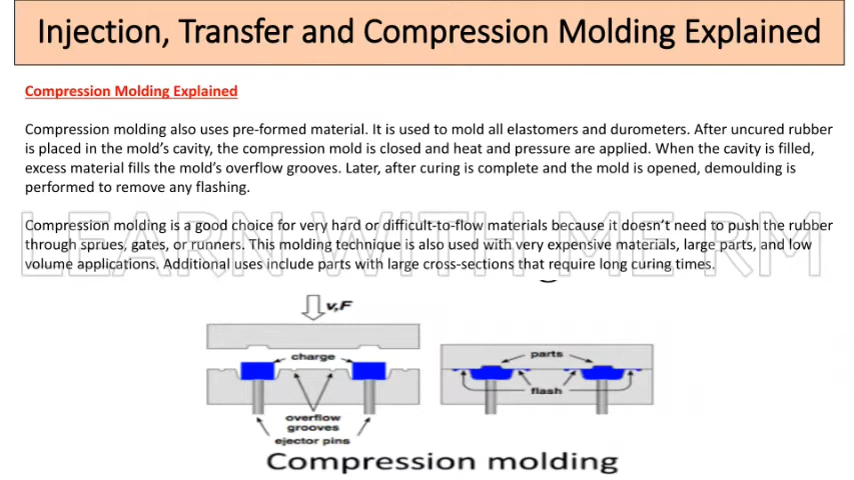 Injection, Transfer and Compression Molding Explained
Compression Molding Explained
Compression molding also uses pre-formed material. It is used to mold all elastomers and durometers. After uncured rubber
is placed in the mold’s cavity, the compression mold is closed and heat and pressure are applied. When the cavity is filled,
excess material fills the mold’s overflow grooves. Later, after curing is complete and the mold is opened, demoulding is
performed to remove any flashing.
Compression molding is a good choice for very hard or difficult-to-flow materials because it doesn’t need to push the rubber
through sprues, gates, or runners. This molding technique is also used with very expensive materials, large parts, and low
volume applications. Additional uses include parts with large cross-sections that require long curing times.
LEARN WITH ME RM
v,F
charge
overflow
grooves
ejector pins
parts
flash
Compression molding